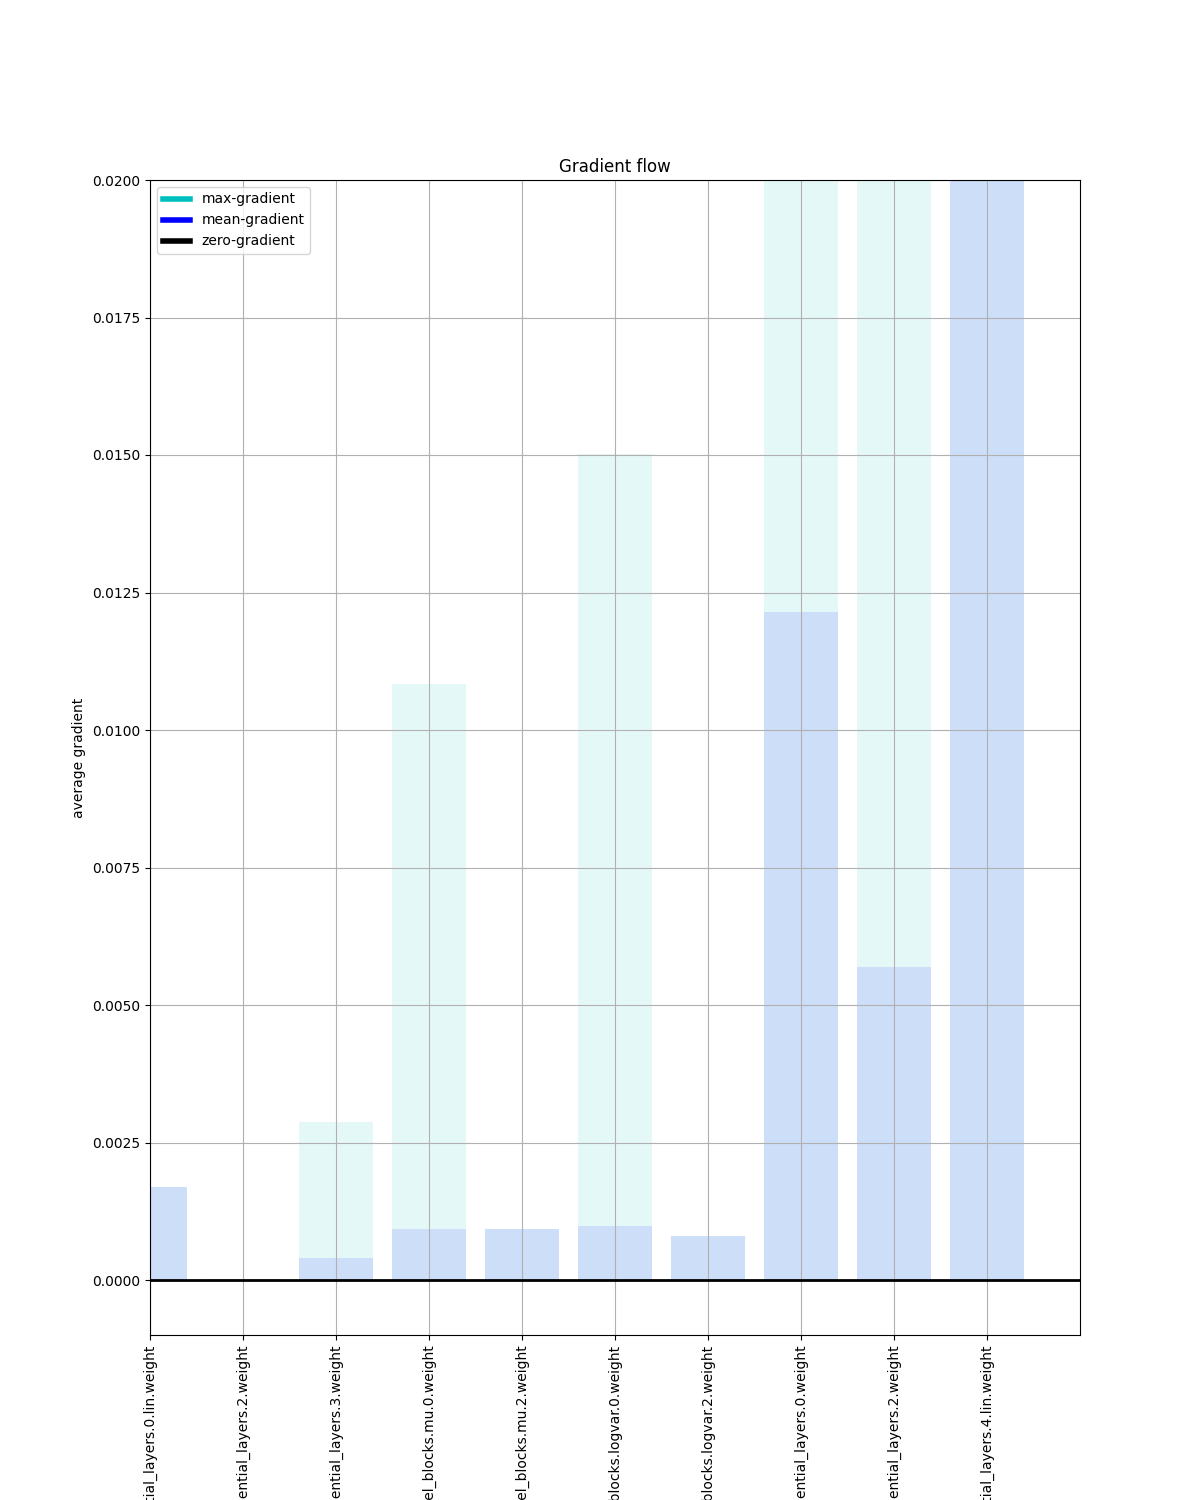 Gradient flow
max-gradient
mean-gradient
zero-gradient
0.0200
0.0175
0.0150
0.0125
0.0100
0.0075
0.0050
0.0025
0.0000
average gradient
tial_layers.0.lin.weight
ential_layers.2.weight
ential_layers.3.weight
el_blocks.mu.0.weight
el_blocks.mu.2.weight
blocks.logvar.0.weight
blocks.logvar.2.weight
ential_layers.0.weight
ential_layers.2.weight
tial_layers.4.lin.weight